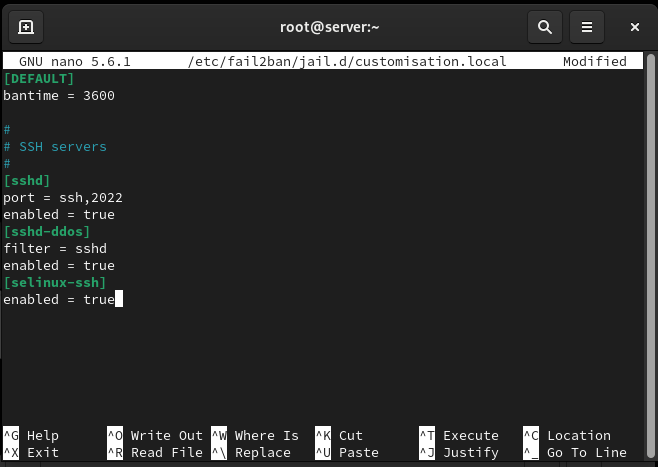 root@server:~
GNU nano 5.6.1 /etc/fail2ban/jail.d/customisation.local Modified
[DEFAULT]
bantime = 3600
#
# SSH servers
#
[sshd]
port = ssh,2022
enabled = true
[sshd-ddos]
filter = sshd
enabled = true
[selinux-ssh]
enabled = true
^G Help ^O Write Out ^W Where Is ^K Cut ^T Execute ^C Location
^X Exit ^R Read File ^\ Replace ^U Paste ^J Justify ^_ Go To Line